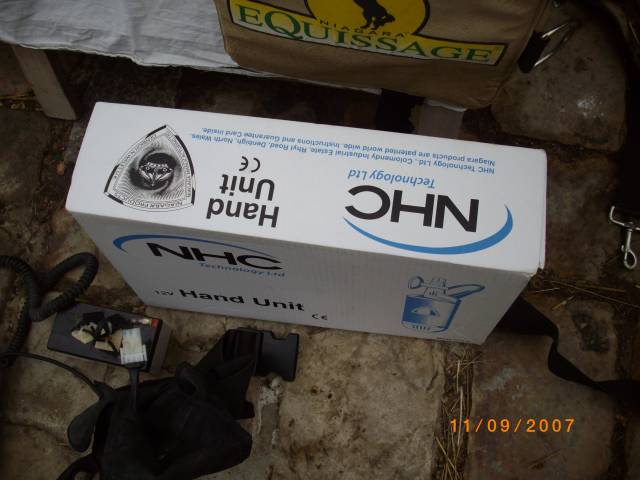 NIAGARA
EQUISSAGE
NHC Technology Ltd., Colomendy Industrial Estate, Rhyl Road, Denbigh, North Wales.
Niagara products are patented world wide. Instructions and Guarantee Card inside.
NHC
Technology Ltd
Hand
Unit
CE
NHC
Technology Ltd
12V Hand Unit CE
11/09/2007